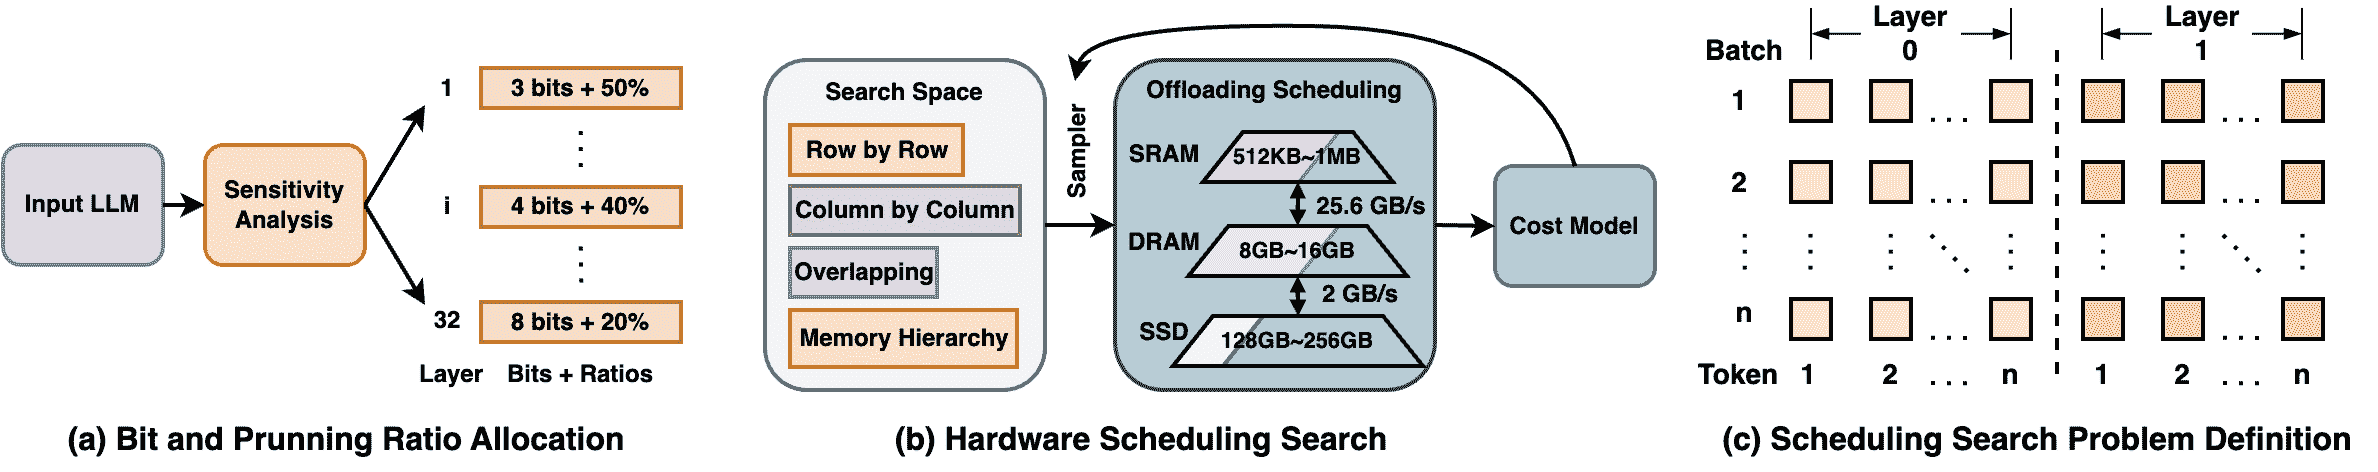 Input LLM
Sensitivity
Analysis
1
3 bits + 50%
i
4 bits + 40%
32
8 bits + 20%
Layer
Bits + Ratios
(a) Bit and Prunning Ratio Allocation
Search Space
Row by Row
Column by Column
Overlapping
Memory Hierarchy
Sampler
Offloading Scheduling
SRAM
512KB~1MB
25.6 GB/s
DRAM
8GB~16GB
2 GB/s
SSD
128GB~256GB
Cost Model
(b) Hardware Scheduling Search
Layer
0
Layer
1
Batch
1
...
...
2
...
...
n
...
...
Token 1 2 ... n 1 2 ... n
(c) Scheduling Search Problem Definition